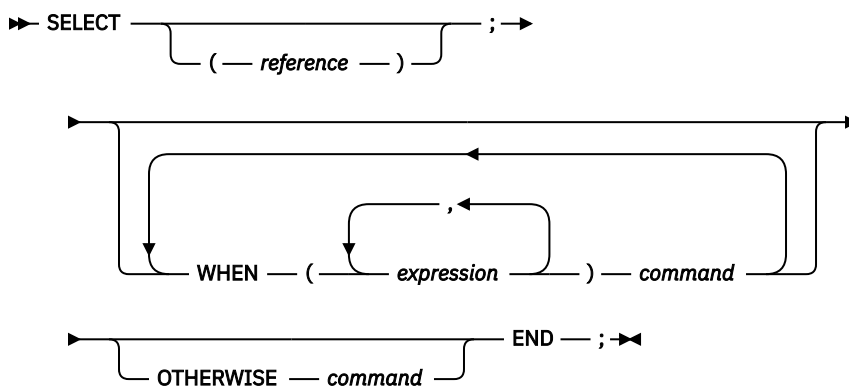 SELECT ;
( reference )
,
WHEN ( expression ) command
END ;
OTHERWISE command